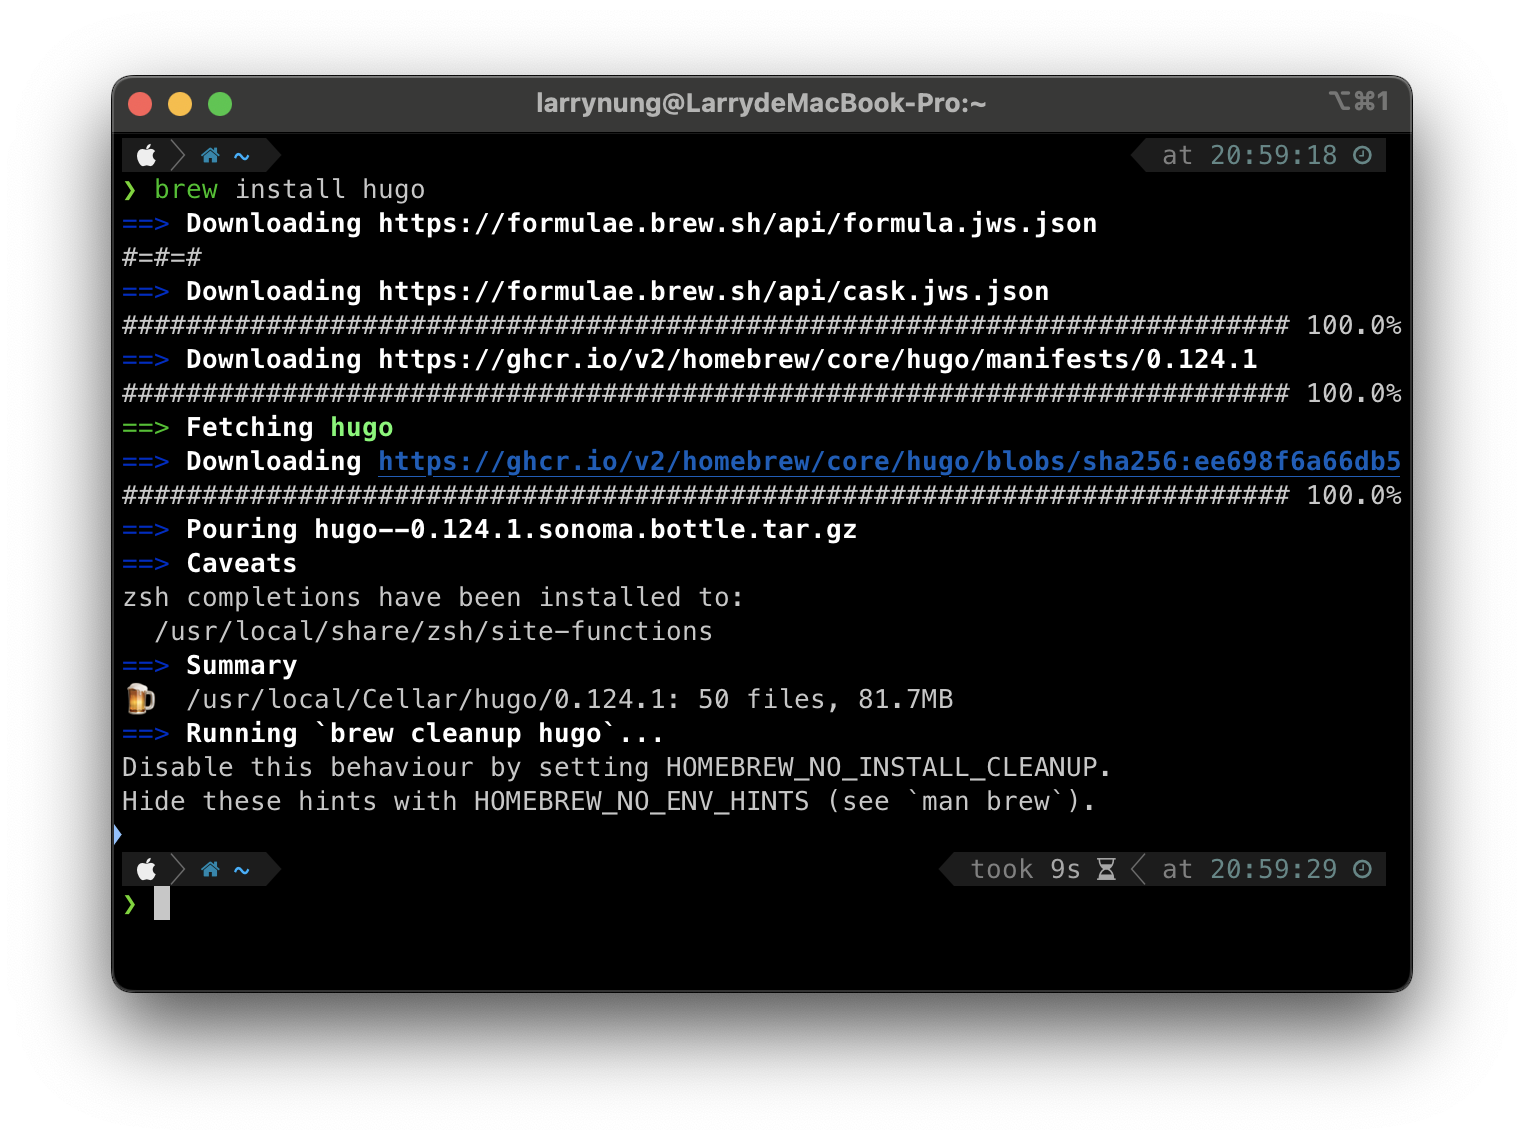 larrynung@LarrydeMacBook-Pro:~ ⌥⌘1
~ at 20:59:18
❯ brew install hugo
==> Downloading https://formulae.brew.sh/api/formula.jws.json
#=#=#
==> Downloading https://formulae.brew.sh/api/cask.jws.json
######################################################################### 100.0%
==> Downloading https://ghcr.io/v2/homebrew/core/hugo/manifests/0.124.1
######################################################################### 100.0%
==> Fetching hugo
==> Downloading https://ghcr.io/v2/homebrew/core/hugo/blobs/sha256:ee698f6a66db5
######################################################################### 100.0%
==> Pouring hugo--0.124.1.sonoma.bottle.tar.gz
==> Caveats
zsh completions have been installed to:
  /usr/local/share/zsh/site-functions
==> Summary
🍺  /usr/local/Cellar/hugo/0.124.1: 50 files, 81.7MB
==> Running `brew cleanup hugo`...
Disable this behaviour by setting HOMEBREW_NO_INSTALL_CLEANUP.
Hide these hints with HOMEBREW_NO_ENV_HINTS (see `man brew`).
~ took 9s at 20:59:29
❯